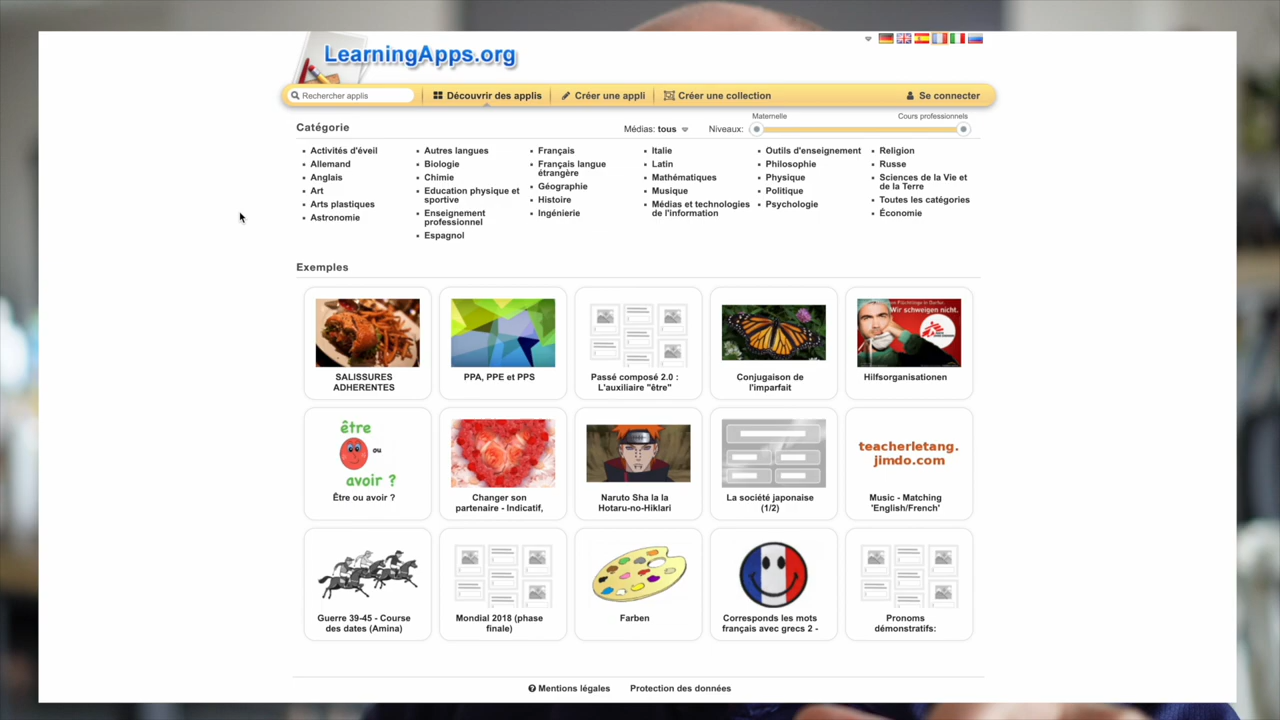 LearningApps.org
Rechercher applis
Découvrir des applis
Créer une appli
Créer une collection
Se connecter
Catégorie
Médias: tous
Niveaux:
Maternelle
Cours professionnels
Activités d'éveil
Allemand
Anglais
Art
Arts plastiques
Astronomie
Autres langues
Biologie
Chimie
Education physique et
sportive
Enseignement
professionnel
Espagnol
Français
Français langue
étrangère
Géographie
Histoire
Ingénierie
Italie
Latin
Mathématiques
Musique
Médias et technologies
de l'information
Outils d'enseignement
Philosophie
Physique
Politique
Psychologie
Religion
Russe
Sciences de la Vie et
de la Terre
Toutes les catégories
Économie
Exemples
SALISSURES
ADHERENTES
PPA, PPE et PPS
Passé composé 2.0 :
L'auxiliaire "être"
Conjugaison de
l'imparfait
Wir schweigen nicht.
Hilfsorganisationen
être
ou
avoir ?
Être ou avoir ?
Changer son
partenaire - Indicatif,
Naruto Sha la la
Hotaru-no-Hiklari
La société japonaise
(1/2)
teacherletang.
jimdo.com
Music - Matching
'English/French'
Guerre 39-45 - Course
des dates (Amina)
Mondial 2018 (phase
finale)
Farben
Corresponds les mots
français avec grecs 2 -
Pronoms
démonstratifs:
Mentions légales
Protection des données